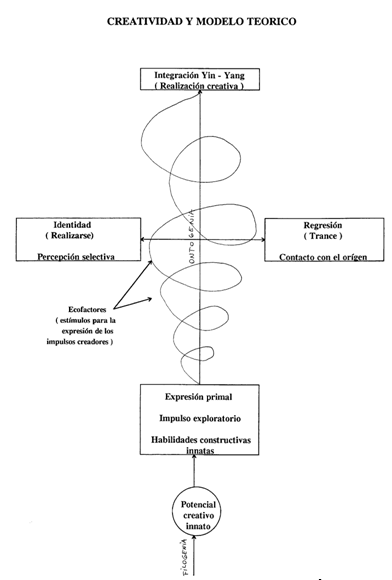 CREATIVIDAD Y MODELO TEORICO
Integración Yin - Yang
( Realización creativa )
Identidad
( Realizarse)
Percepción selectiva
ONTOGENIA
Regresión
( Trance )
Contacto con el orígen
Ecofactores
( estímulos para la
expresión de los
impulsos creadores )
Expresión primal
Impulso exploratorio
Habilidades constructivas
innatas
Potencial
creativo
innato
FILOGENIA